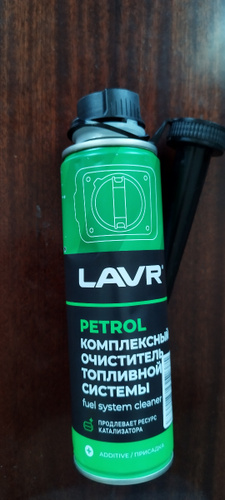 LAVR
PETROL
КОМПЛЕКСНЫЙ
ОЧИСТИТЕЛЬ
ТОПЛИВНОЙ
СИСТЕМЫ
fuel system cleaner
ПРОДЛЕВАЕТ РЕСУРС
КАТАЛИЗАТОРА
ADDITIVE / ПРИСАДКА